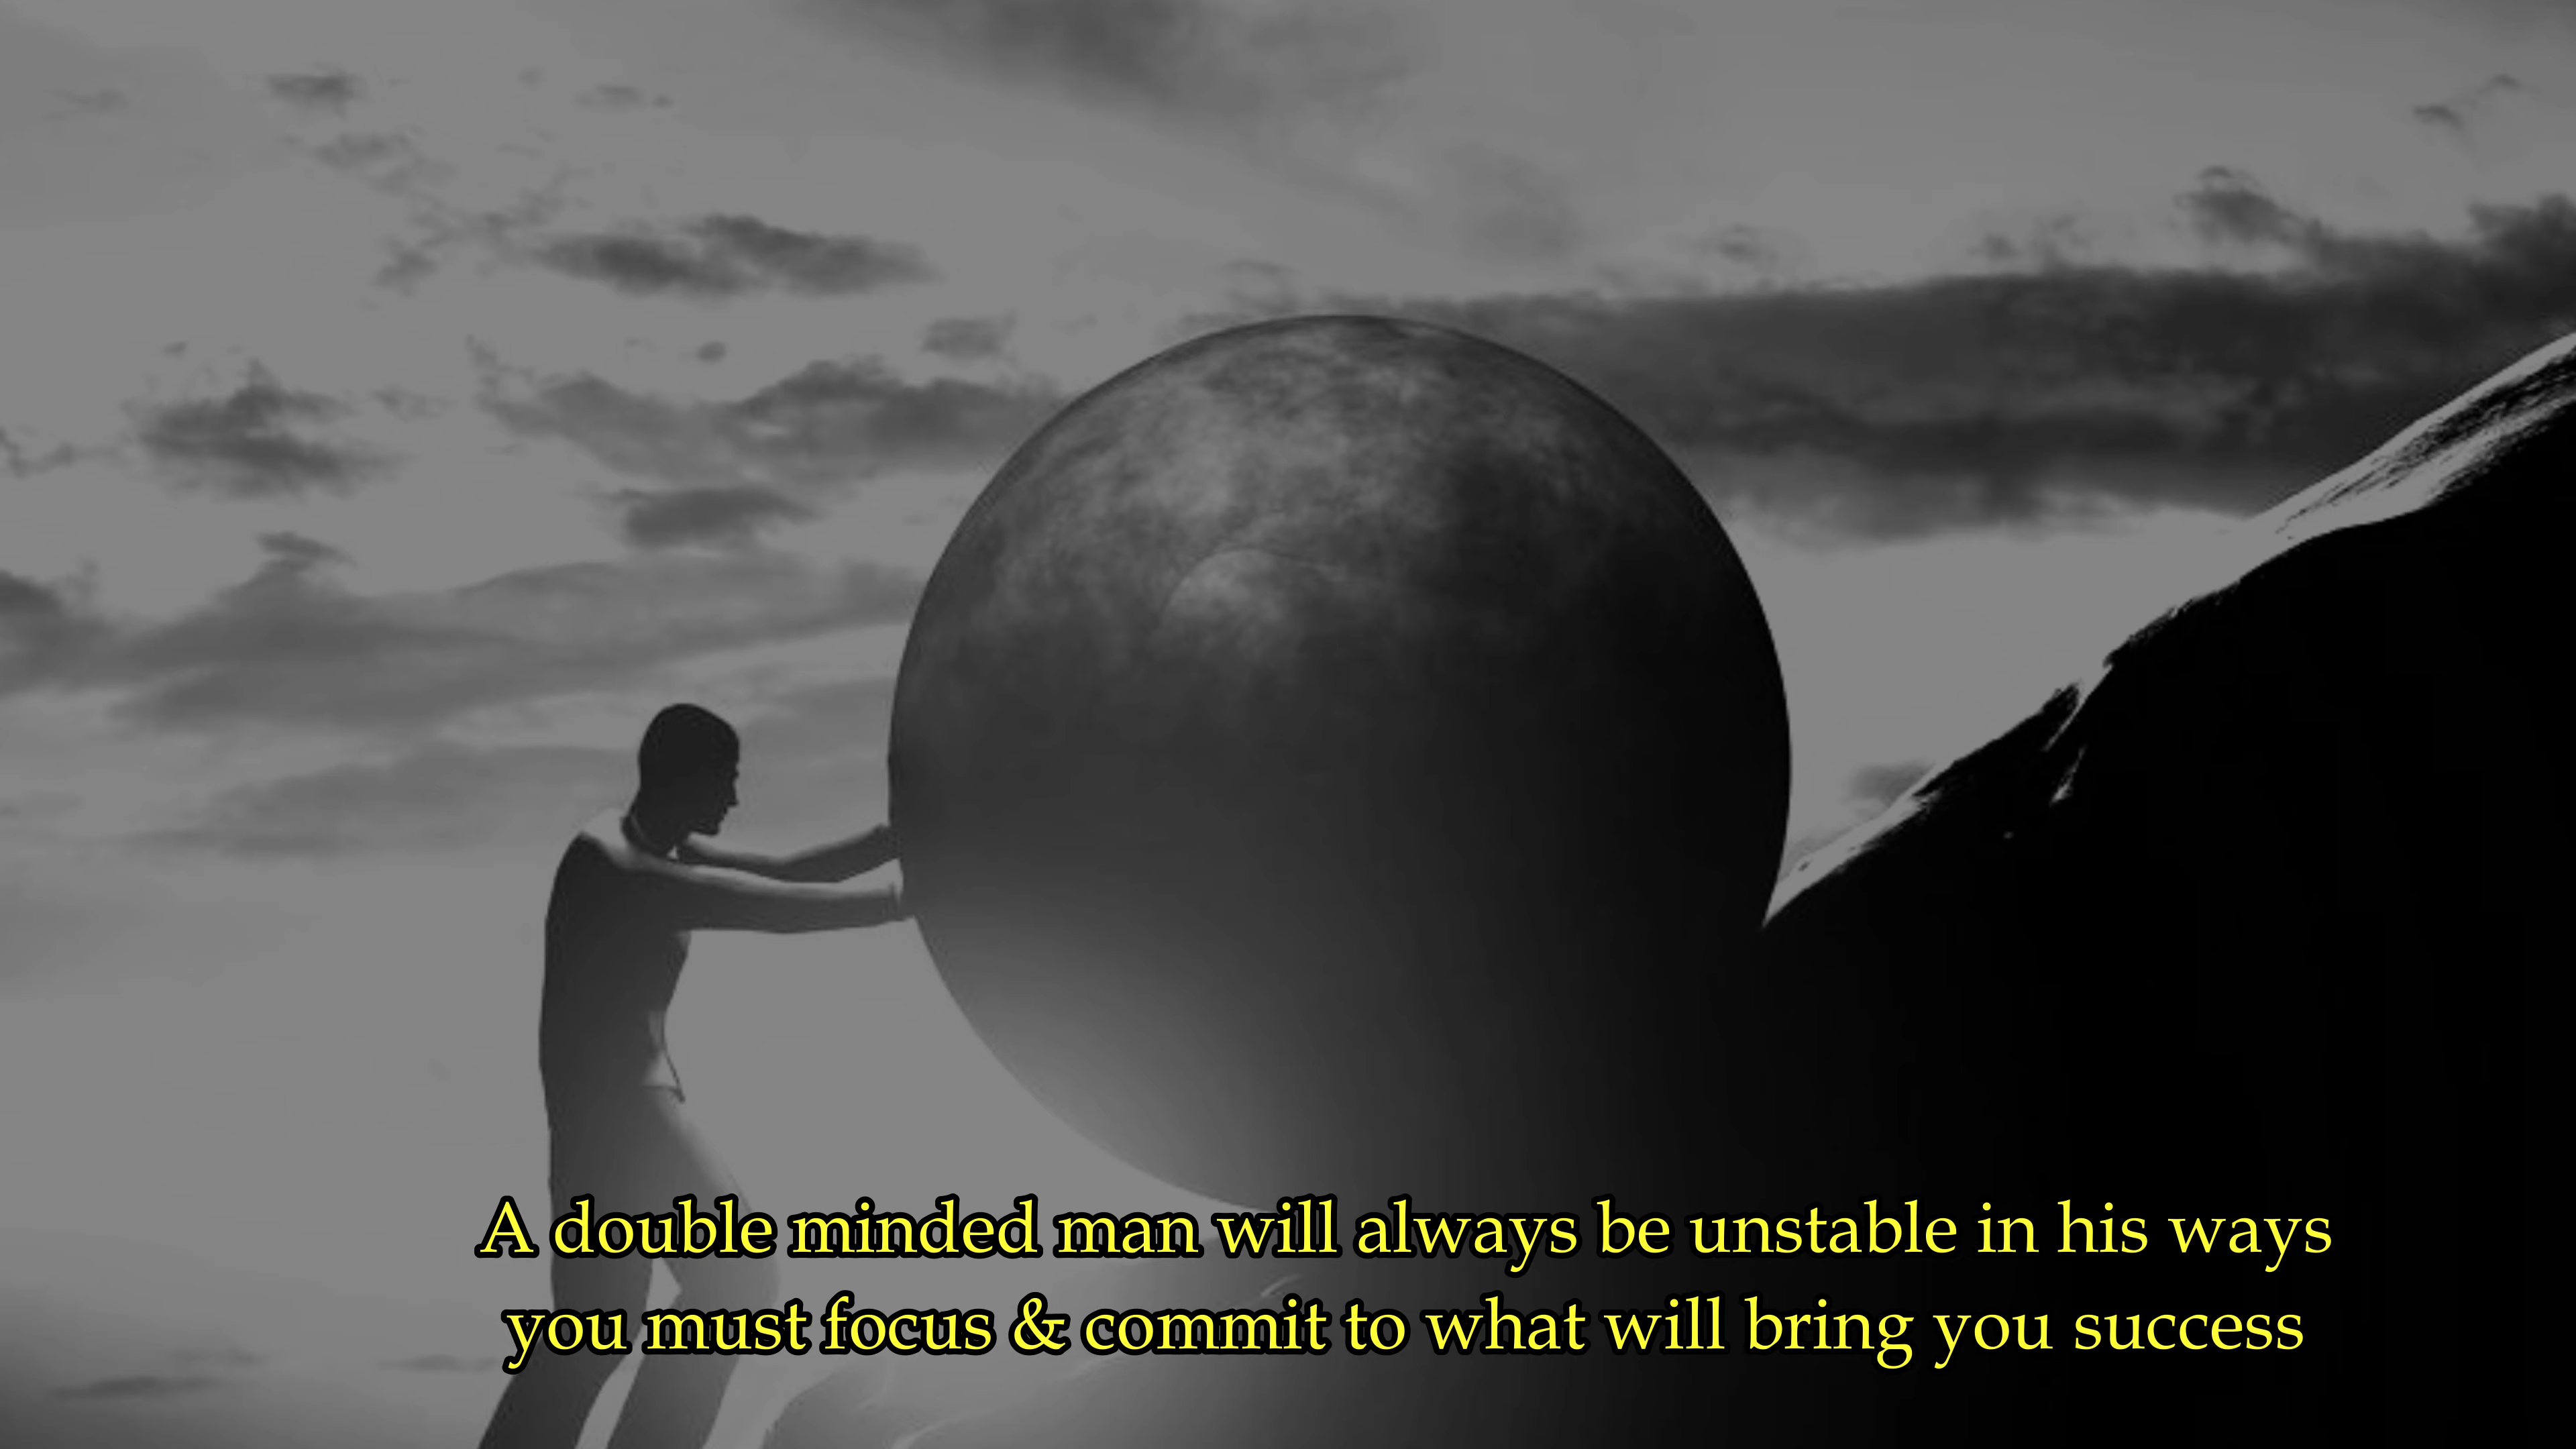 A double minded man will always be unstable in his ways
you must focus & commit to what will bring you success